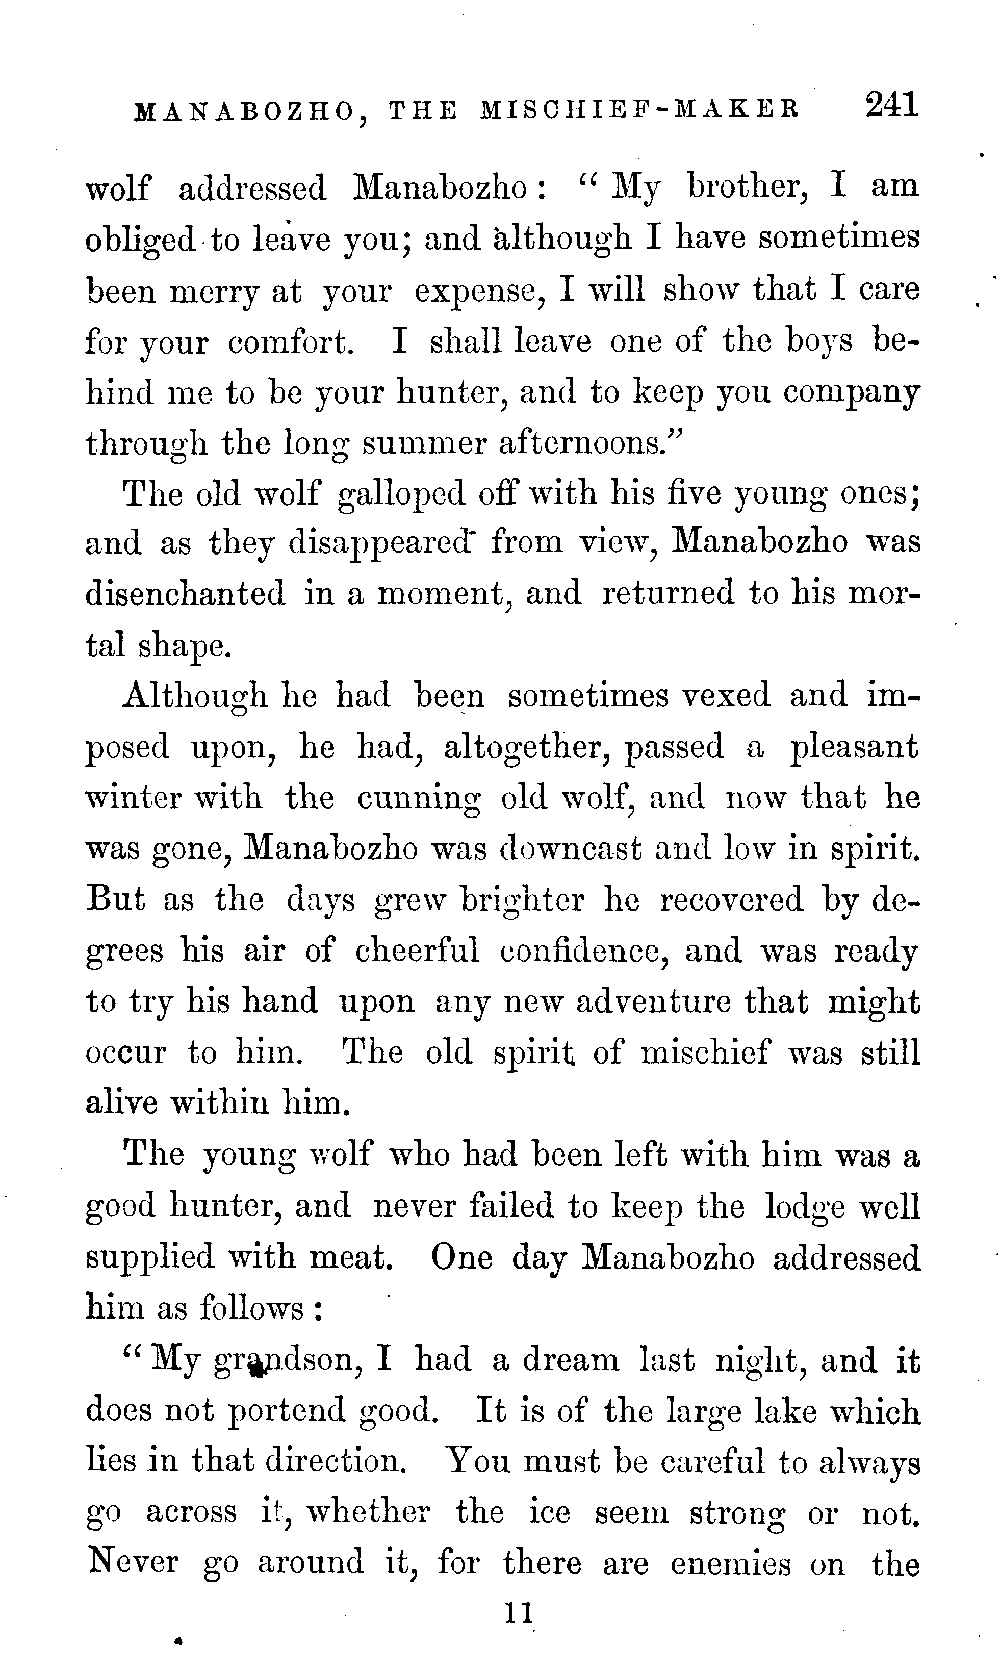 MANABOZHO, THE MISCHIEF-MAKER 241
wolf addressed Manabozho: “My brother, I am
obliged to leave you; and although I have sometimes
been merry at your expense, I will show that I care
for your comfort. I shall leave one of the boys be-
hind me to be your hunter, and to keep you company
through the long summer afternoons.”
The old wolf galloped off with his five young ones;
and as they disappeared from view, Manabozho was
disenchanted in a moment, and returned to his mor-
tal shape.
Although he had been sometimes vexed and im-
posed upon, he had, altogether, passed a pleasant
winter with the cunning old wolf, and now that he
was gone, Manabozho was downcast and low in spirit.
But as the days grew brighter he recovered by de-
grees his air of cheerful confidence, and was ready
to try his hand upon any new adventure that might
occur to him. The old spirit of mischief was still
alive within him.
The young wolf who had been left with him was a
good hunter, and never failed to keep the lodge well
supplied with meat. One day Manabozho addressed
him as follows:
“My grandson, I had a dream last night, and it
does not portend good. It is of the large lake which
lies in that direction. You must be careful to always
go across it, whether the ice seem strong or not.
Never go around it, for there are enemies on the
11